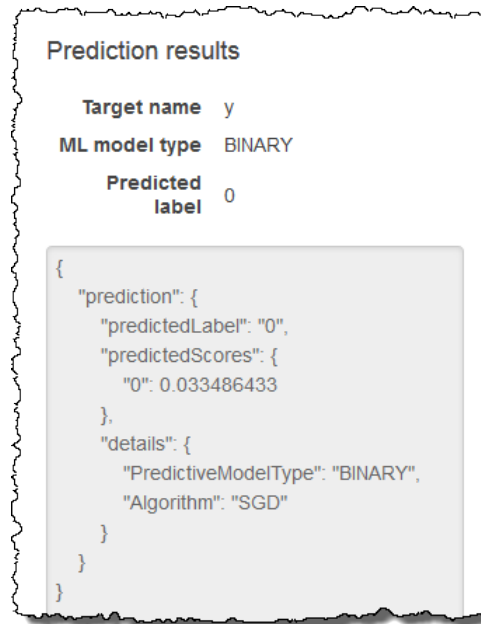 Prediction results
Target name y
ML model type BINARY
Predicted
label 0
{
"prediction": {
"predictedLabel": "0",
"predictedScores": {
"0": 0.033486433
},
"details": {
"PredictiveModelType": "BINARY",
"Algorithm": "SGD"
}
}
}